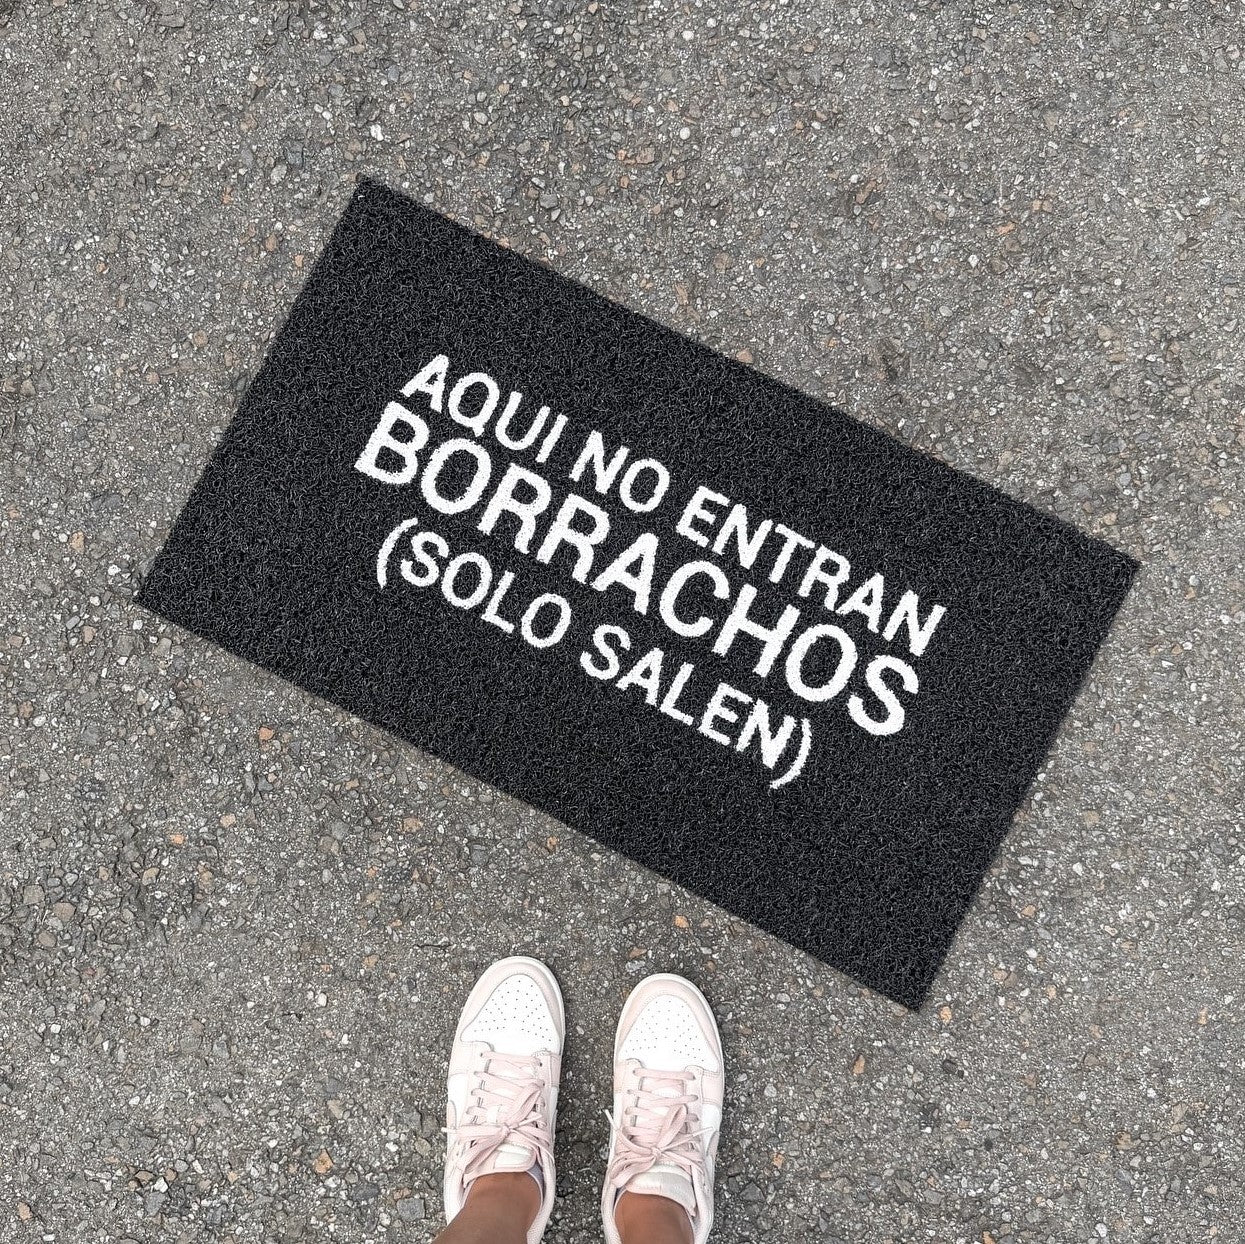 AQUI NO ENTRAN
BORRACHOS
(SOLO SALEN)